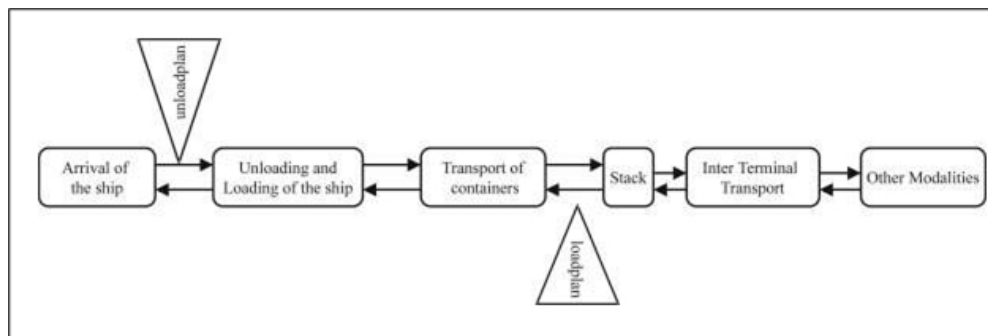 unloadplan
Arrival of
the ship
Unloading and
Loading of the ship
Transport of
containers
Stack
Inter Terminal
Transport
Other Modalities
loadplan